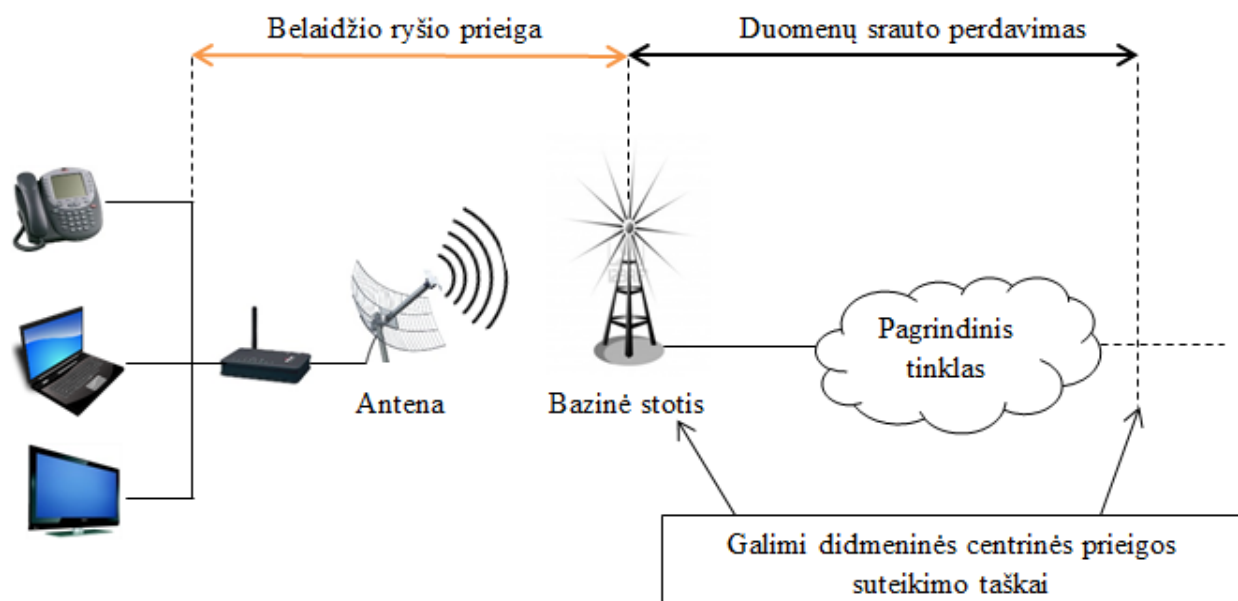 Belaidžio ryšio prieiga
Duomenų srauto perdavimas
Antena
Bazinė stotis
Pagrindinis
tinklas
Galimi didmeninės centrinės prieigos
suteikimo taškai